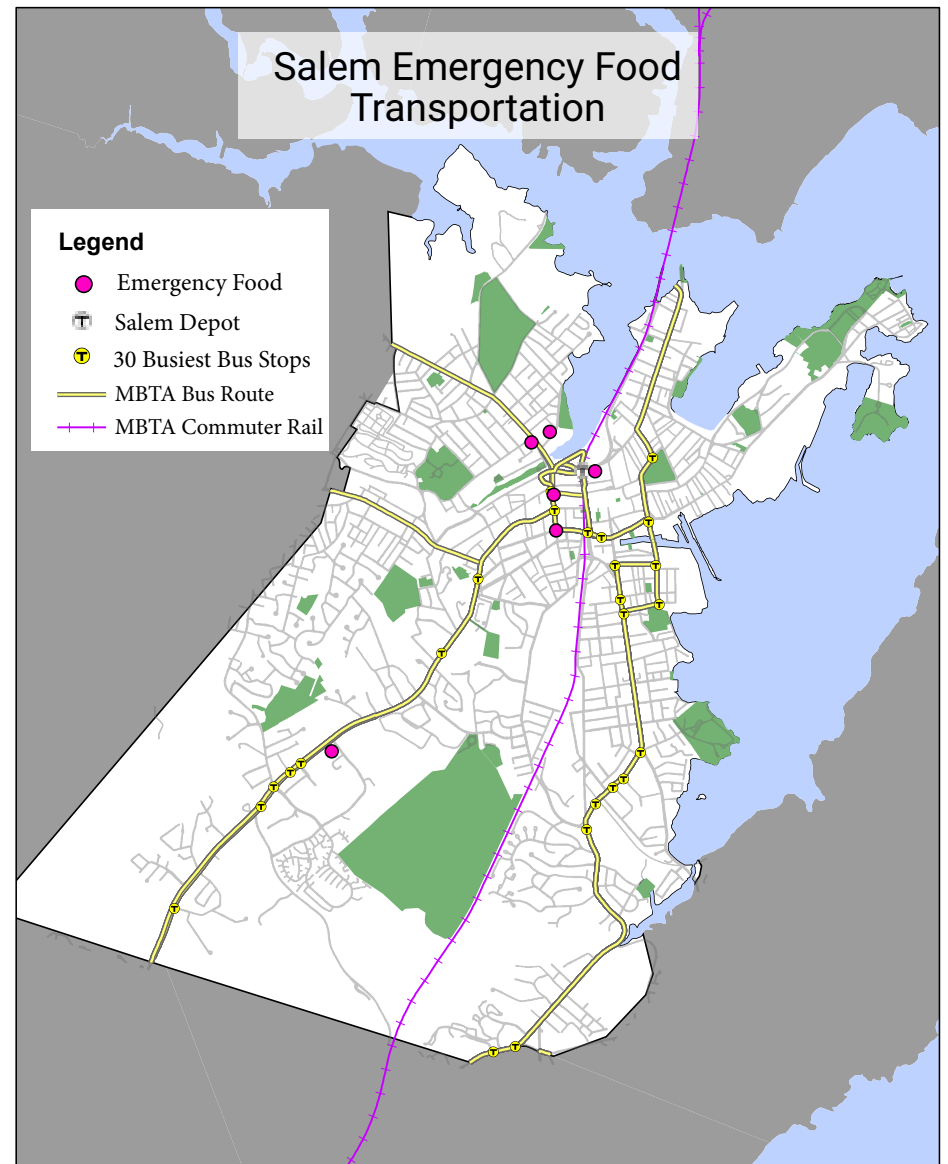 Salem Emergency Food
Transportation
Legend
Emergency Food
T
Salem Depot
T
30 Busiest Bus Stops
MBTA Bus Route
MBTA Commuter Rail